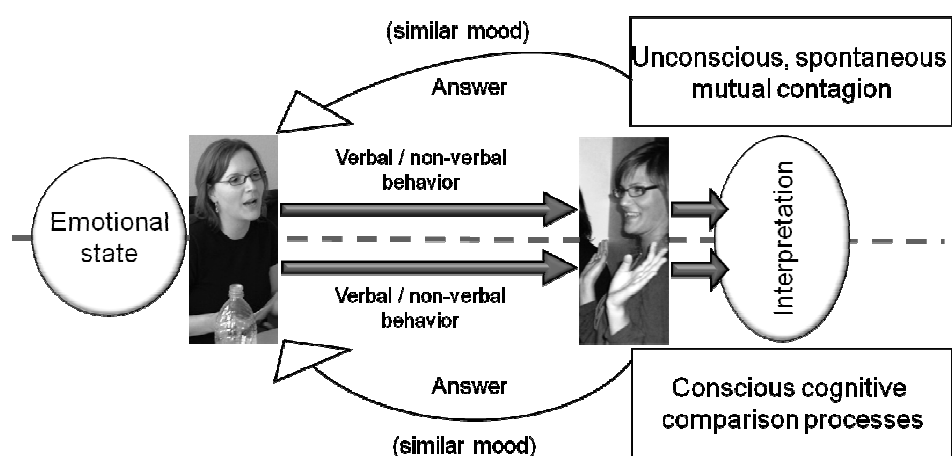 (similar mood)
Unconscious, spontaneous
mutual contagion
Answer
Verbal / non-verbal
behavior
Emotional
state
Interpretation
Verbal / non-verbal
behavior
Answer
Conscious cognitive
comparison processes
(similar mood)